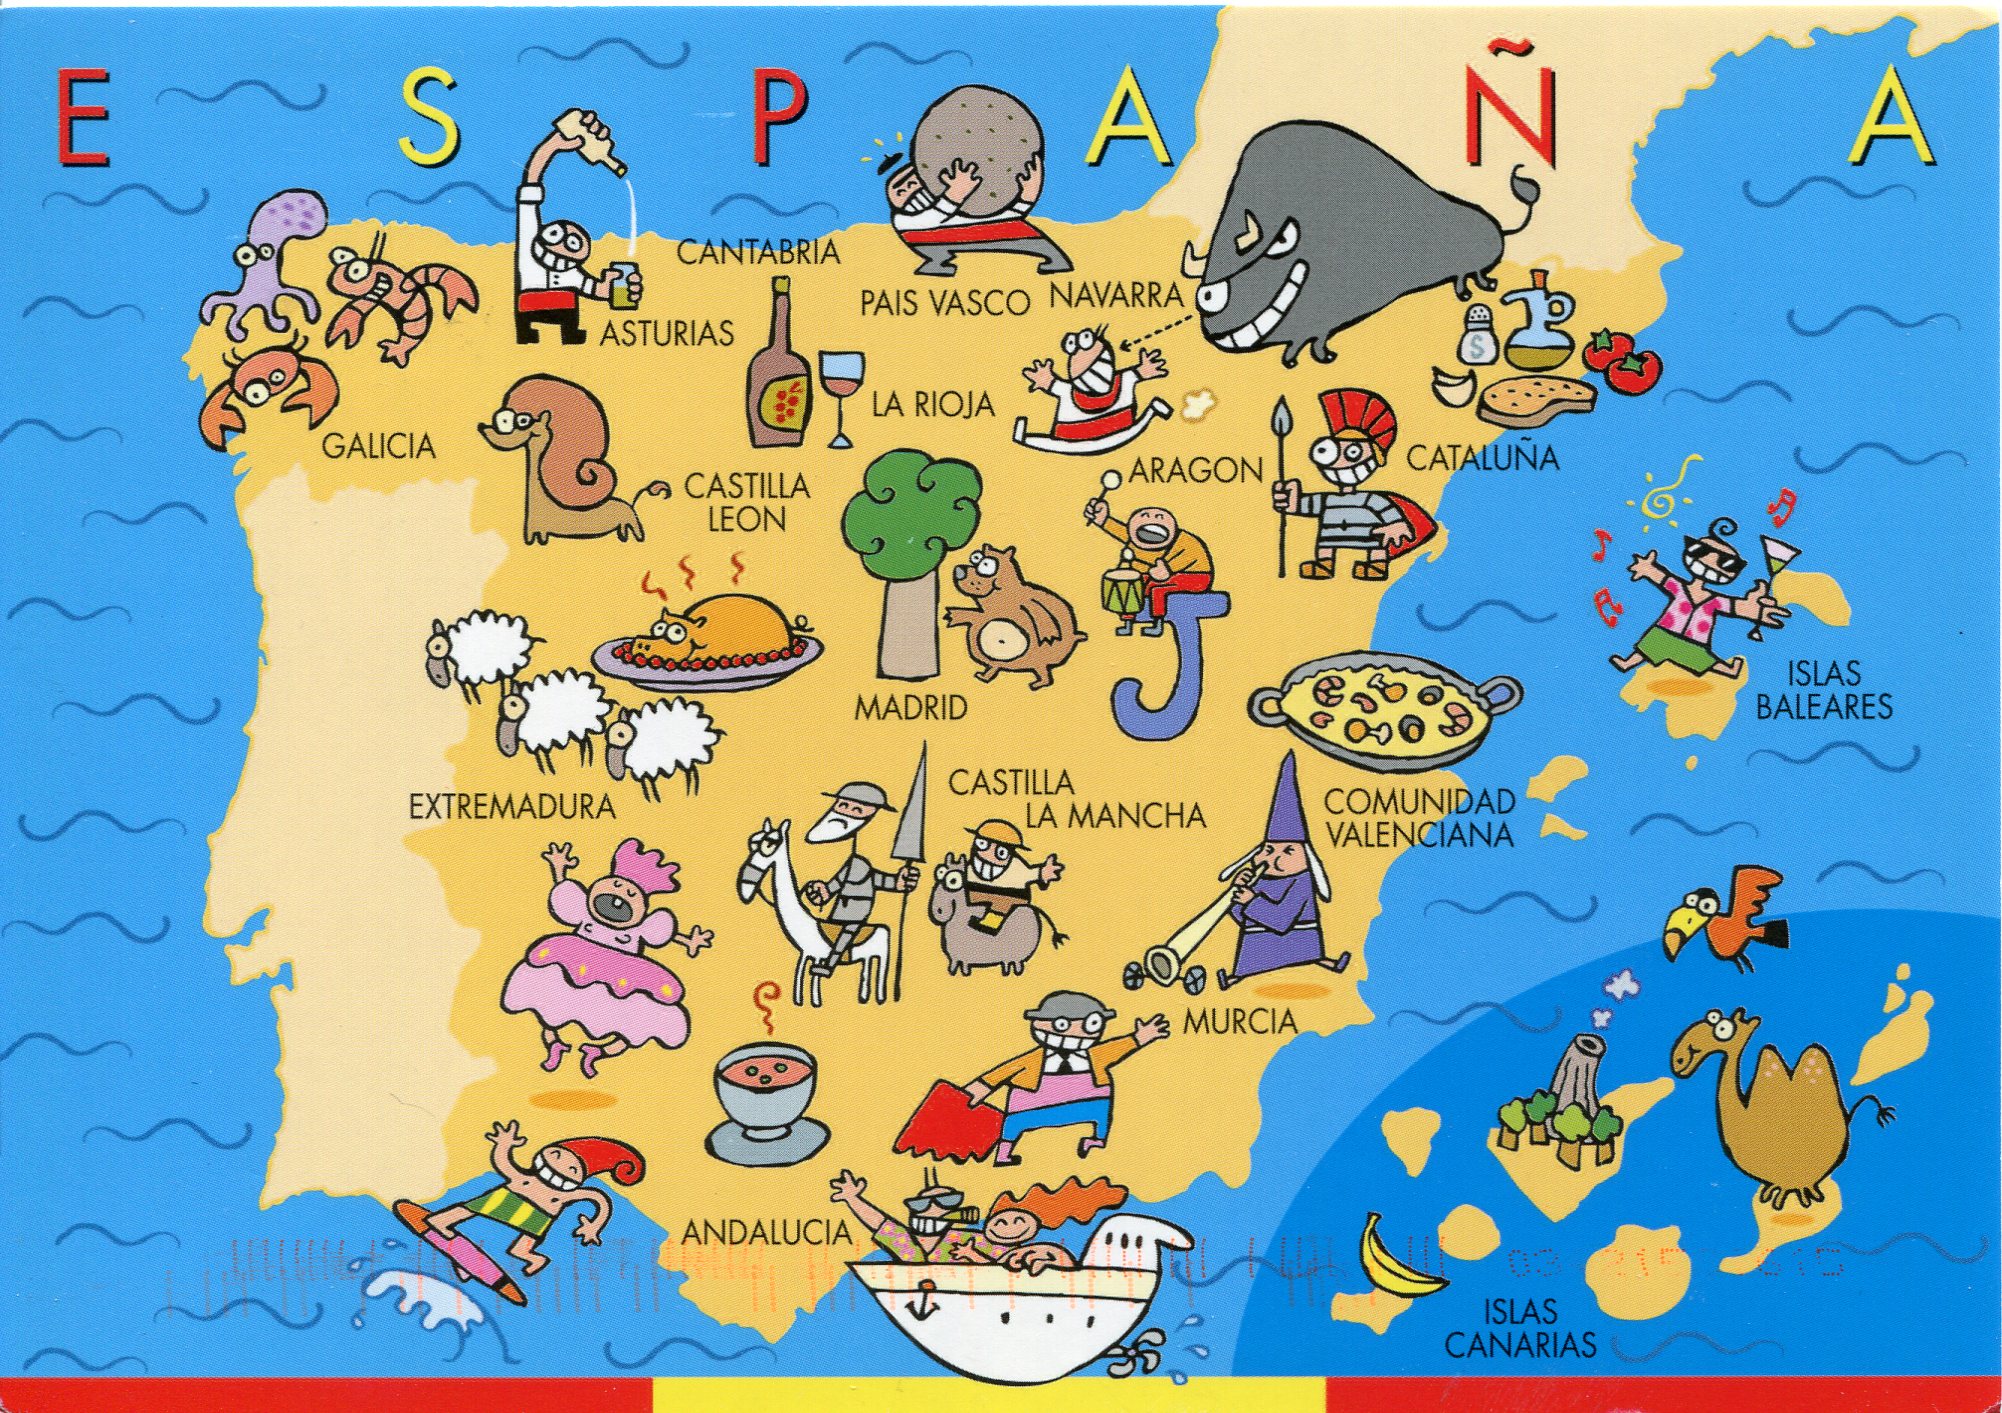 E S P A Ñ A
CANTABRIA
PAIS VASCO
NAVARRA
ASTURIAS
LA RIOJA
GALICIA
CATALUÑA
ARAGON
CASTILLA
LEON
S
ISLAS
BALEARES
MADRID
J
EXTREMADURA
CASTILLA
LA MANCHA
COMUNIDAD
VALENCIANA
MURCIA
ANDALUCIA
ISLAS
CANARIAS